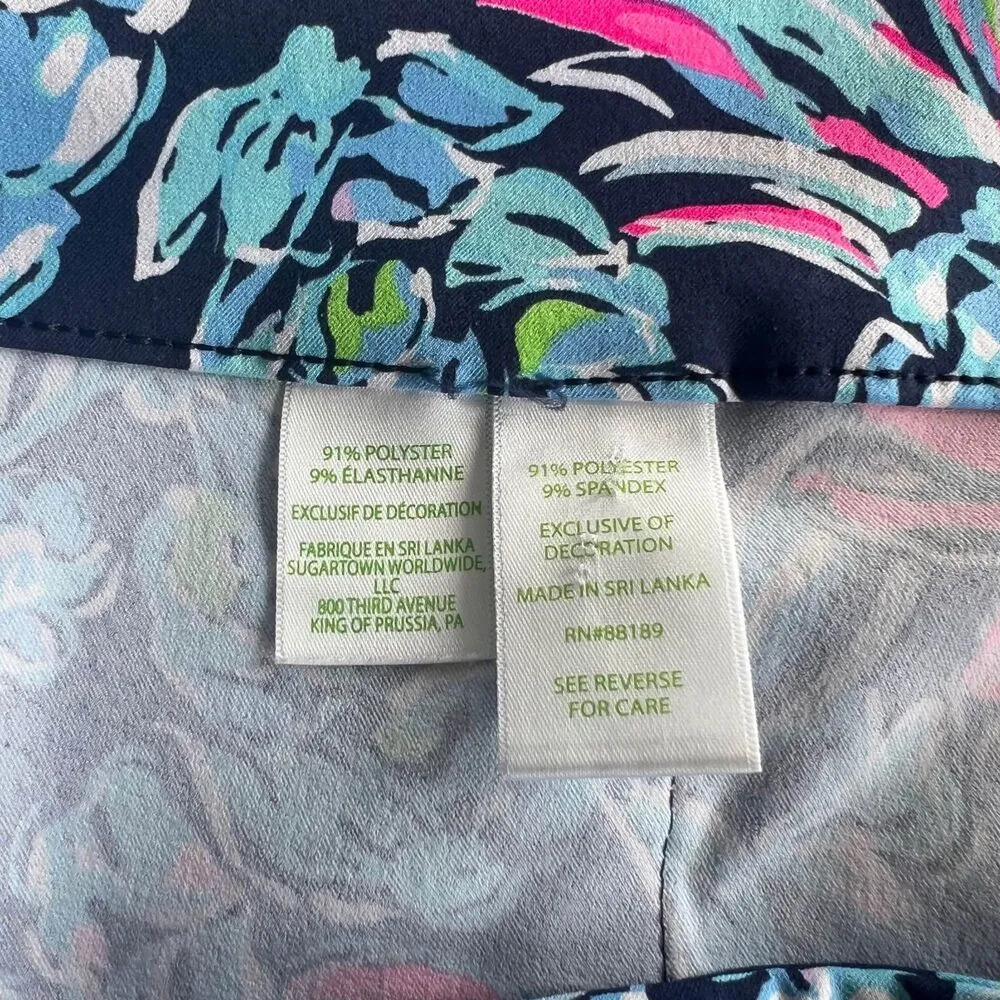 91% POLYSTER
9% ÉLASTHANNE
EXCLUSIF DE DÉCORATION
FABRIQUE EN SRI LANKA
SUGARTOWN WORLDWIDE,
LLC
800 THIRD AVENUE
KING OF PRUSSIA, PA
91% POLYESTER
9% SPANDEX
EXCLUSIVE OF
DECORATION
MADE IN SRI LANKA
RN#88189
SEE REVERSE
FOR CARE